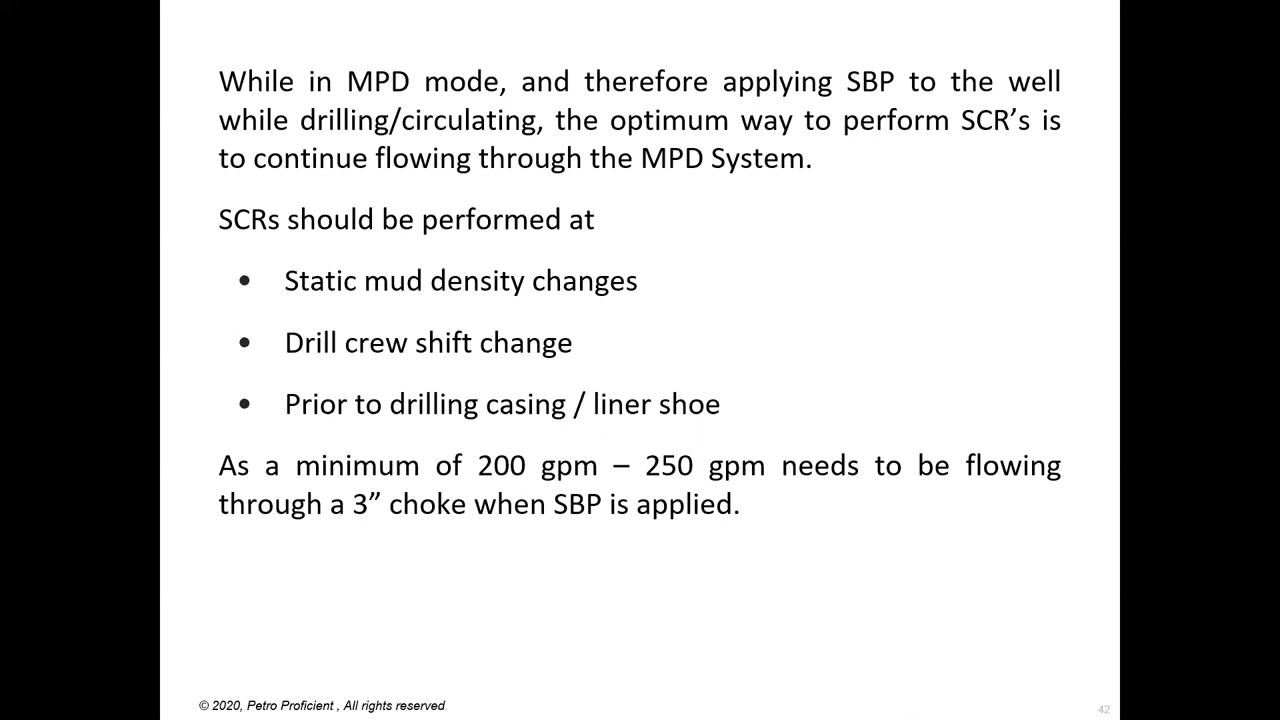 While in MPD mode, and therefore applying SBP to the well
while drilling/circulating, the optimum way to perform SCR’s is
to continue flowing through the MPD System.
SCRs should be performed at
• Static mud density changes
• Drill crew shift change
• Prior to drilling casing / liner shoe
As a minimum of 200 gpm – 250 gpm needs to be flowing
through a 3” choke when SBP is applied.
© 2020, Petro Proficient , All rights reserved
42